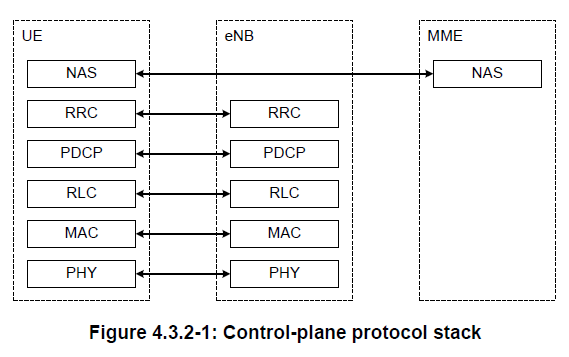 UE eNB MME
NAS NAS
RRC RRC
PDCP PDCP
RLC RLC
MAC MAC
PHY PHY
Figure 4.3.2-1: Control-plane protocol stack